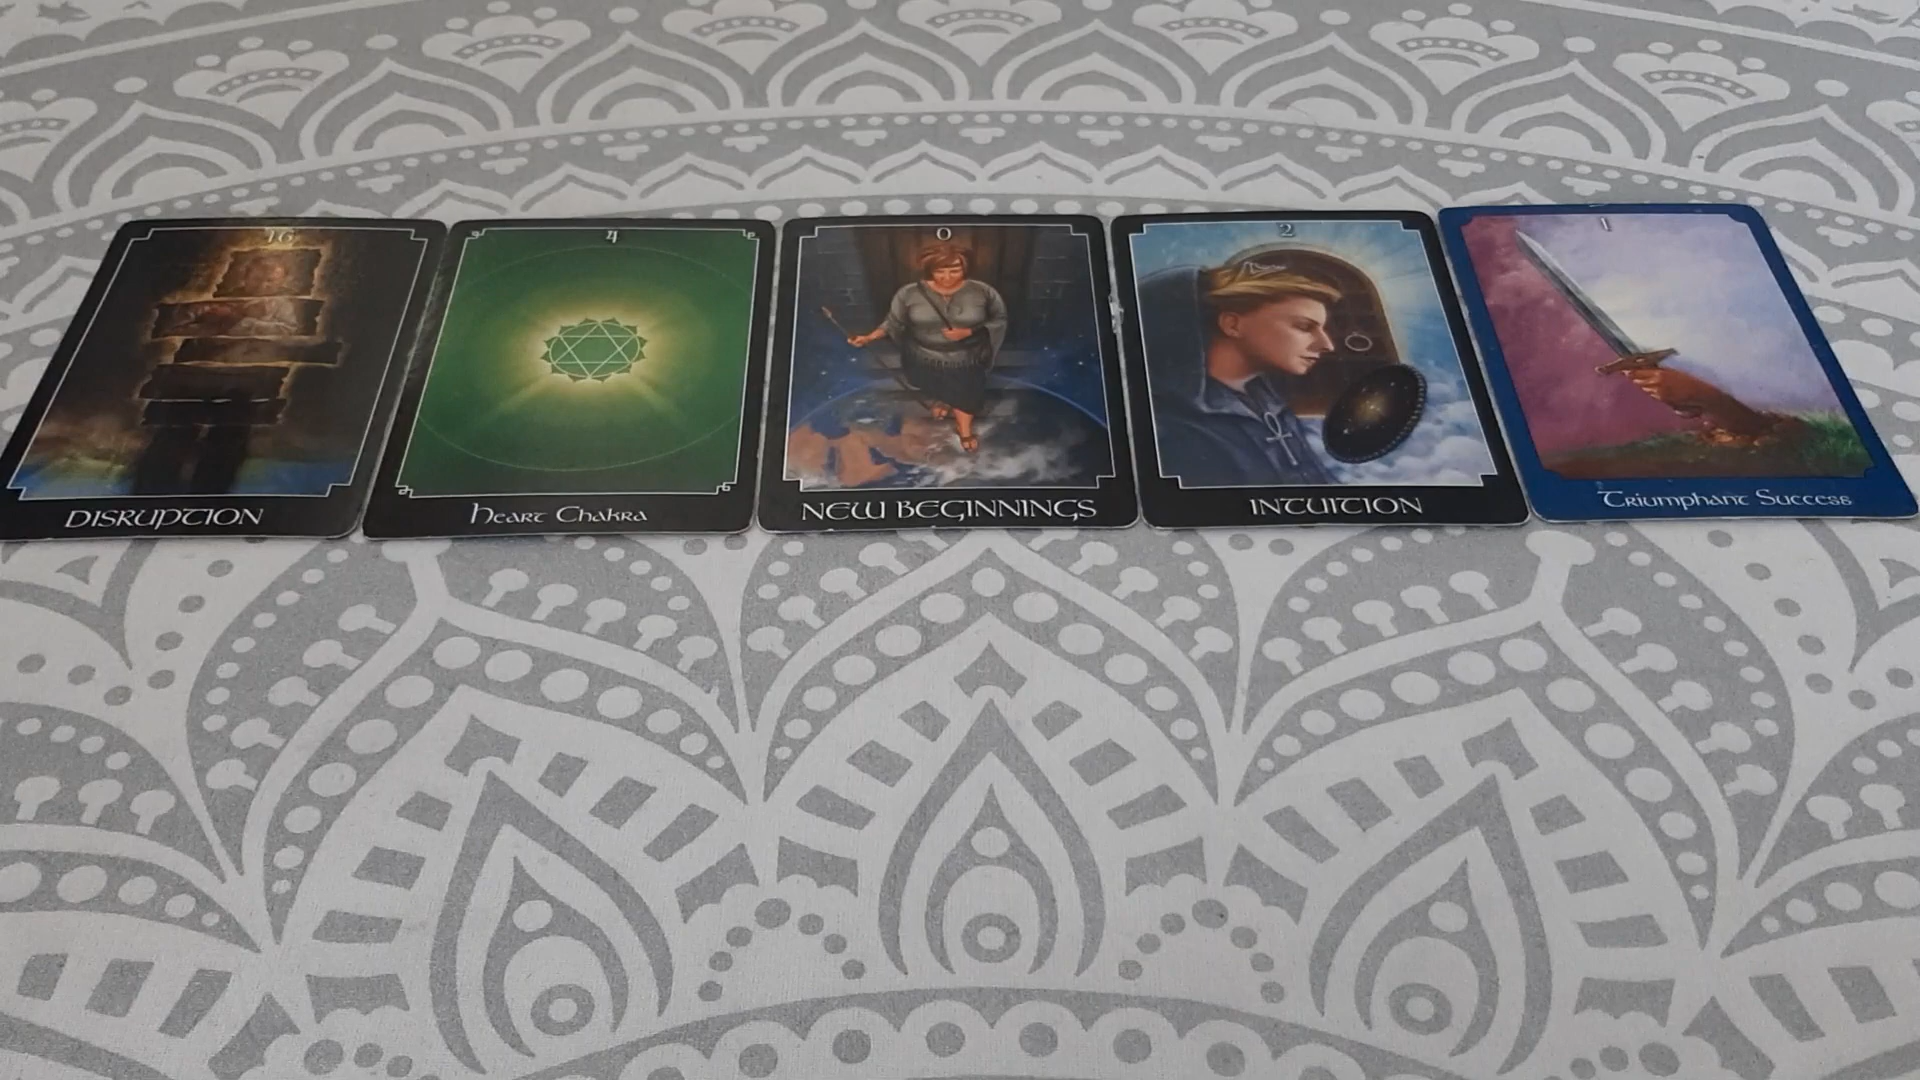 16
DISRUPTION
4
Heart Chakra
0
NEW BEGINNINGS
2
INTUITION
1
Triumphant Success